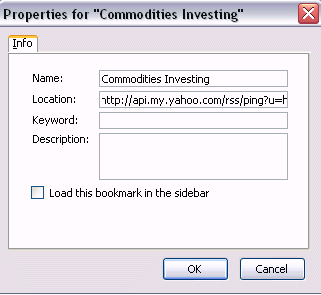 Properties for "Commodities Investing"
Info
Name: Commodities Investing
Location: http://api.my.yahoo.com/rss/ping?u=h
Keyword:
Description:
Load this bookmark in the sidebar
OK Cancel